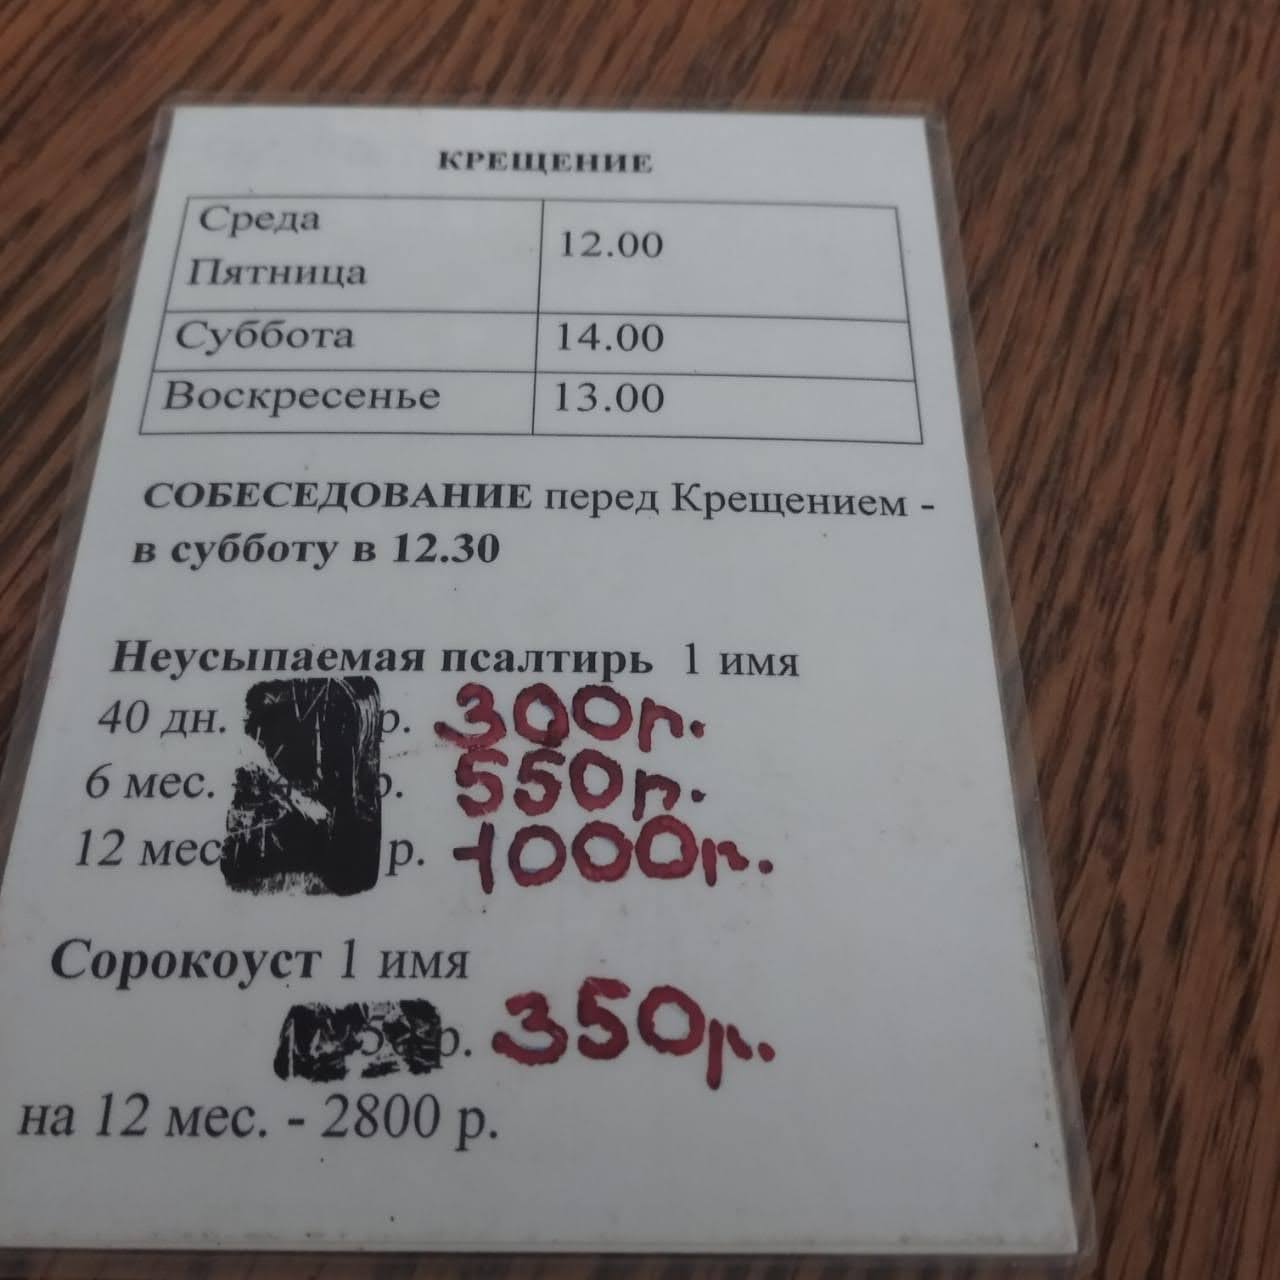 КРЕЩЕНИЕ
Среда
12.00
Пятница
Суббота 14.00
Воскресенье 13.00
СОБЕСЕДОВАНИЕ перед Крещением -
в субботу в 12.30
Неусыпаемая псалтирь 1 имя
40 дн. р. 300р.
6 мес. р. 550р.
12 мес р. 1000р.
Сорокоуст 1 имя
р. 350р.
на 12 мес. - 2800 р.